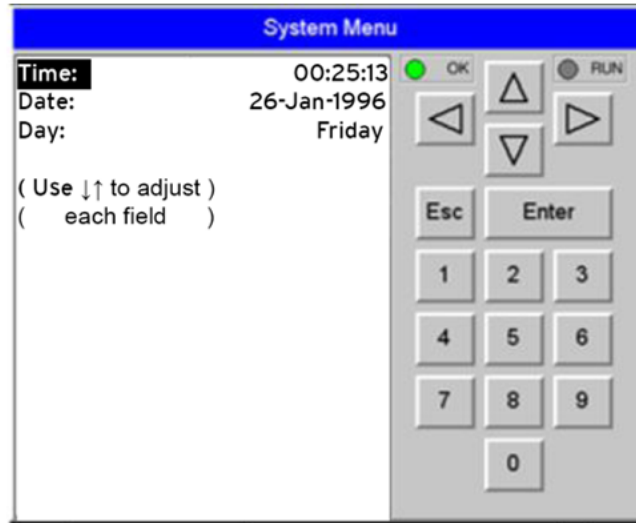 System Menu
Time: 00:25:13
Date: 26-Jan-1996
Day: Friday
( Use ↓↑ to adjust )
( each field )
OK RUN
Esc Enter
1 2 3
4 5 6
7 8 9
0